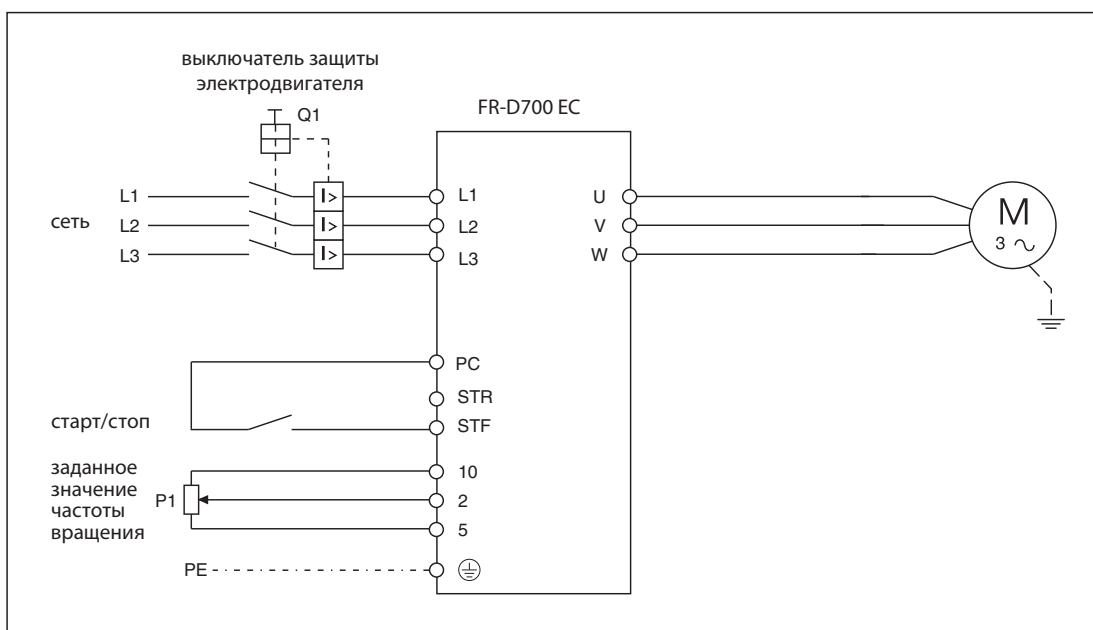 выключатель защиты
электродвигателя
Q1
FR-D700 EC
сеть
L1
L2
L3
I>
I>
I>
L1
L2
L3
U
V
W
M
3 ~
PC
STR
STF
старт/стоп
заданное
значение
частоты
вращения
P1
10
2
5
PE